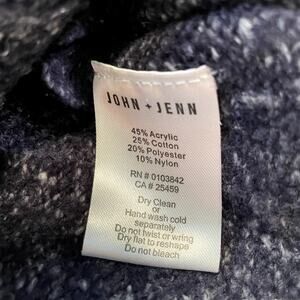 JOHN + JENN
45% Acrylic
25% Cotton
20% Polyester
10% Nylon
RN # 0103842
CA # 25459
Dry Clean
or
Hand wash cold
separately
Do not twist or wring
Dry flat to reshape
Do not bleach